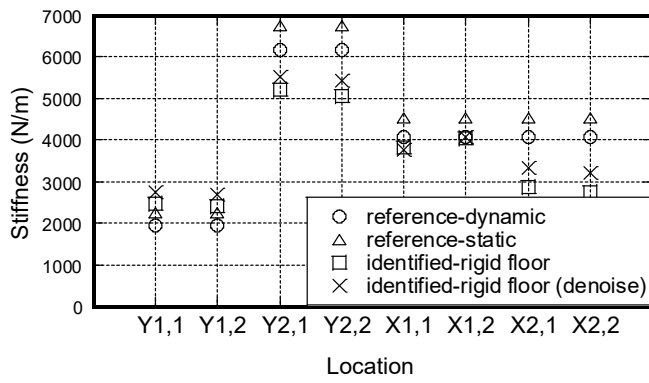 7000
6000
5000
4000
3000
2000
1000
0
Stiffness (N/m)
reference-dynamic
reference-static
identified-rigid floor
identified-rigid floor (denoise)
Y1,1 Y1,2 Y2,1 Y2,2 X1,1 X1,2 X2,1 X2,2
Location